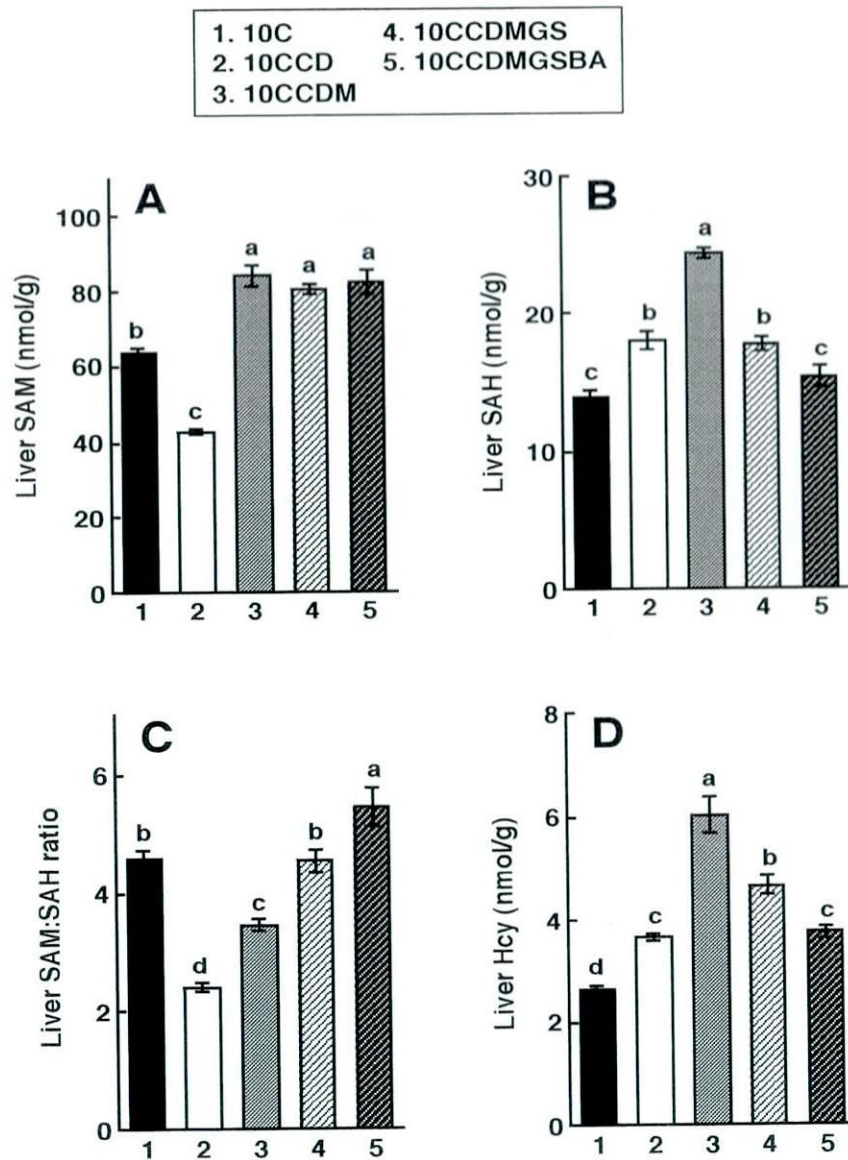 1. 10C 4. 10CCDMGS
2. 10CCD 5. 10CCDMGSBA
3. 10CCDM
A
Liver SAM (nmol/g)
100
80
60
40
20
0
b
c
a
a
a
1 2 3 4 5
B
Liver SAH (nmol/g)
30
20
10
0
c
b
a
b
c
1 2 3 4 5
C
Liver SAM:SAH ratio
6
4
2
0
b
d
c
b
a
1 2 3 4 5
D
Liver Hcy (nmol/g)
8
6
4
2
0
d
c
a
b
c
1 2 3 4 5